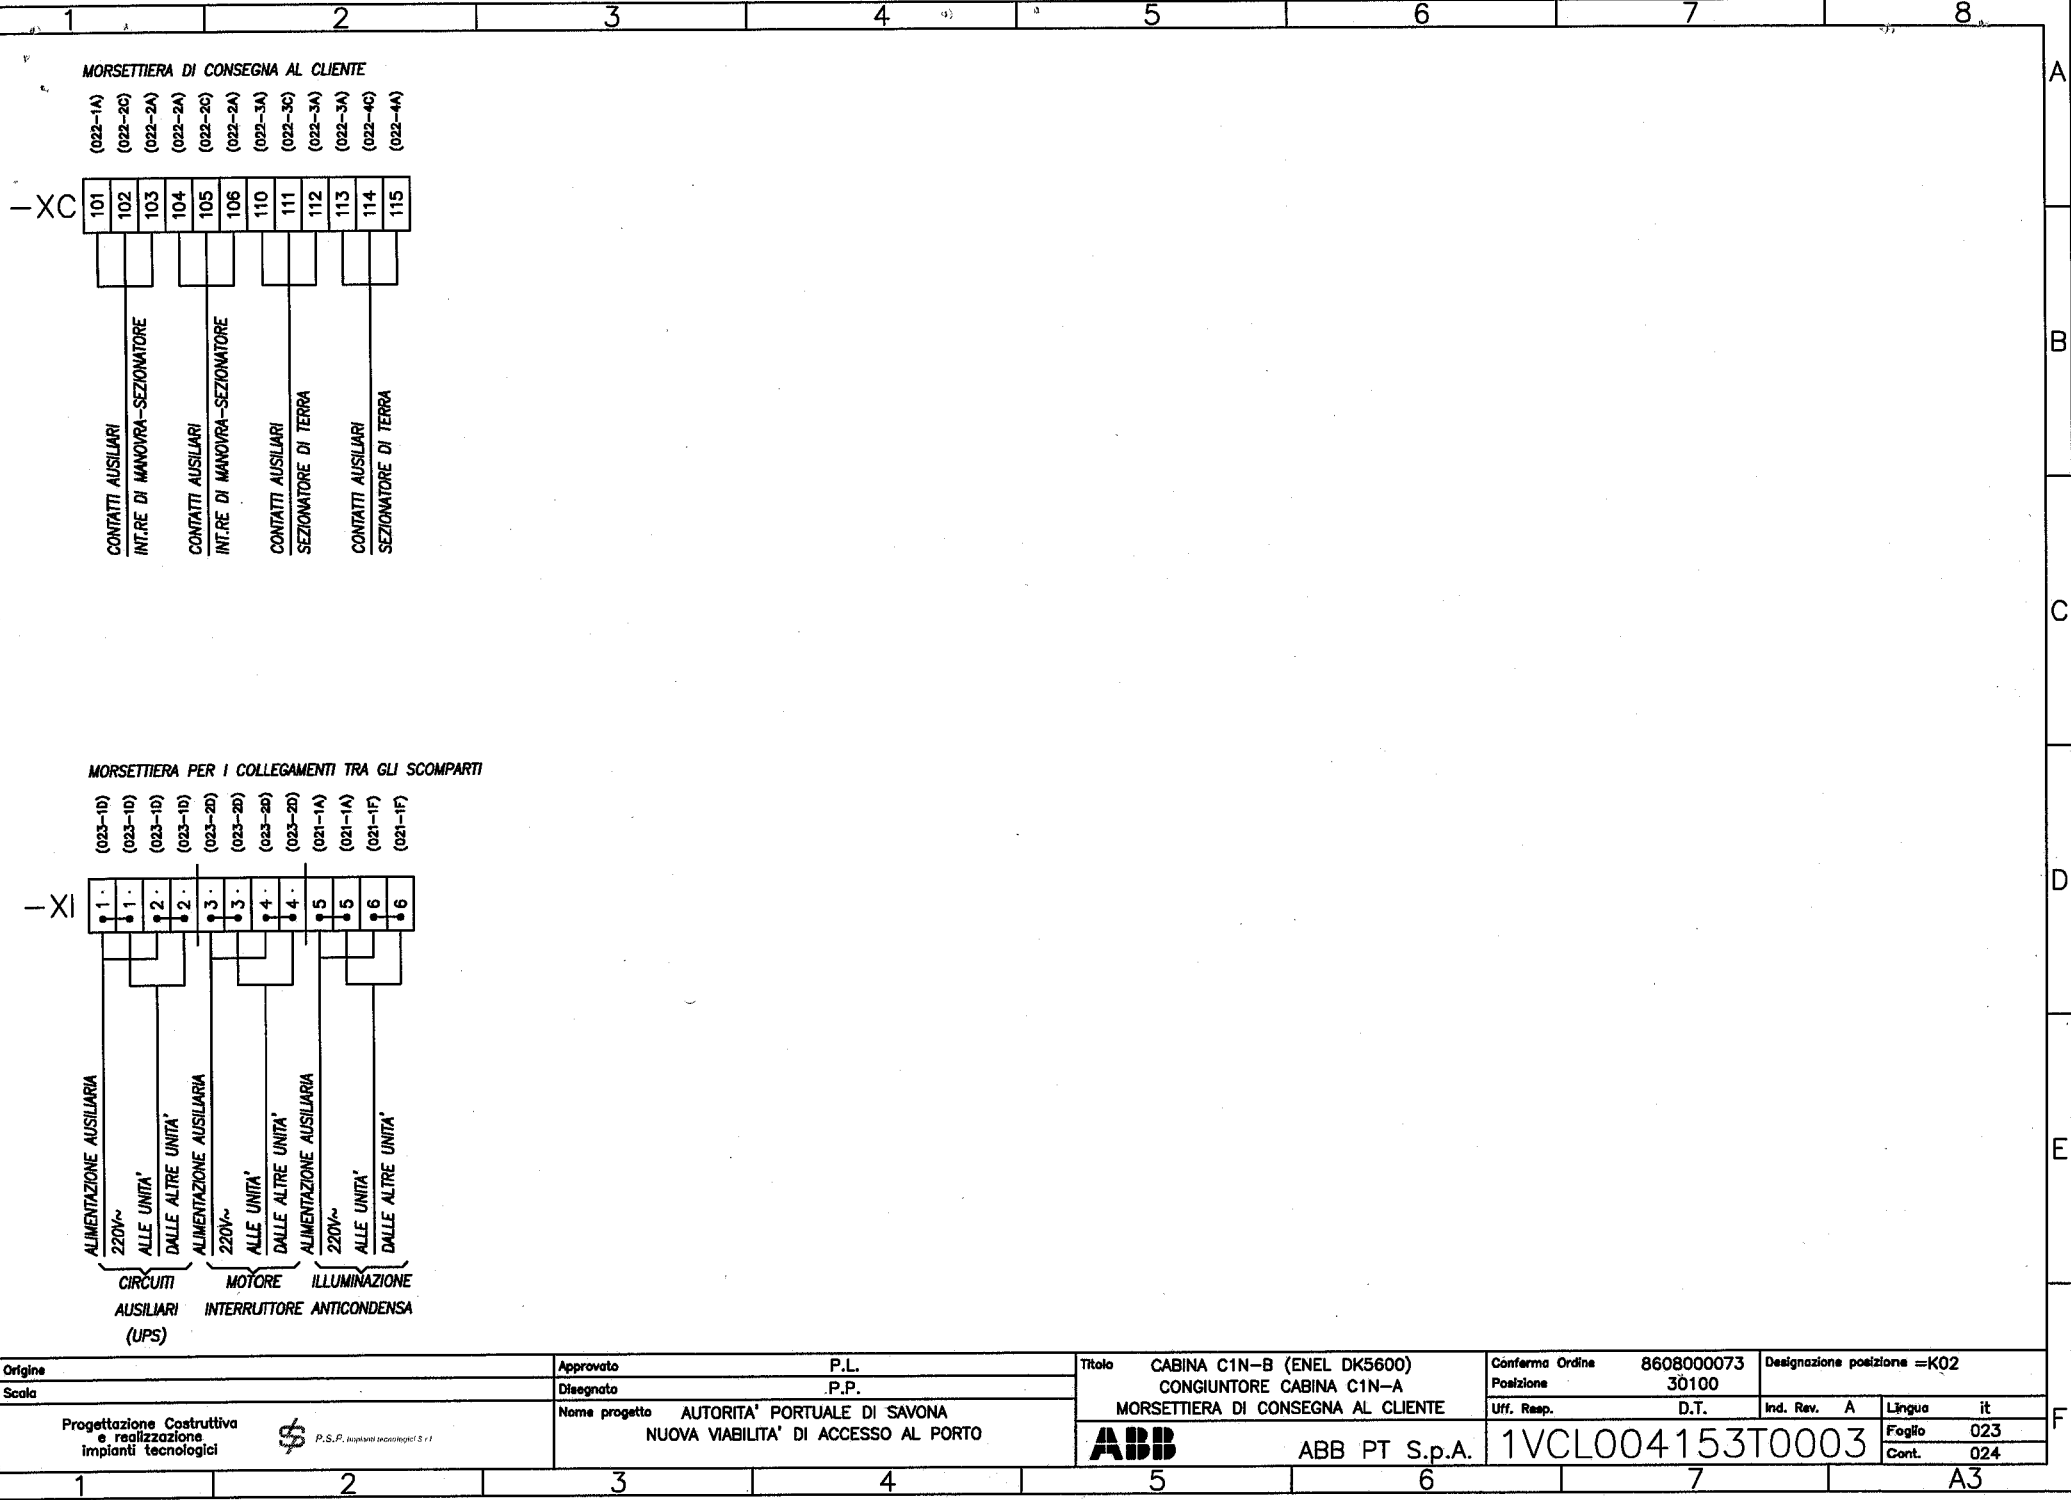 1 2 3 4 5 6 7 8
A
B
C
D
E
F
MORSETTIERA DI CONSEGNA AL CLIENTE
(022-1A) (022-2C) (022-2A) (022-2A) (022-2C) (022-2A) (022-3A) (022-3C) (022-3A) (022-3A) (022-4C) (022-4A)
-XC 101 102 103 104 105 106 110 111 112 113 114 115
CONTATTI AUSILIARI
INT.RE DI MANOVRA-SEZIONATORE
CONTATTI AUSILIARI
INT.RE DI MANOVRA-SEZIONATORE
CONTATTI AUSILIARI
SEZIONATORE DI TERRA
CONTATTI AUSILIARI
SEZIONATORE DI TERRA
MORSETTIERA PER I COLLEGAMENTI TRA GLI SCOMPARTI
(023-1D) (023-1D) (023-1D) (023-1D) (023-2D) (023-2D) (023-2D) (023-2D) (021-1A) (021-1A) (021-1F) (021-1F)
-XI 1. 1. 2. 2. 3. 3. 4. 4. 5 5 6 6
ALIMENTAZIONE AUSILIARIA
220V~
ALLE UNITA'
DALLE ALTRE UNITA'
ALIMENTAZIONE AUSILIARIA
220V~
ALLE UNITA'
DALLE ALTRE UNITA'
ALIMENTAZIONE AUSILIARIA
220V~
ALLE UNITA'
DALLE ALTRE UNITA'
CIRCUITI
AUSILIARI
(UPS)
MOTORE
INTERRUTTORE
ILLUMINAZIONE
ANTICONDENSA
Origine
Scala
Progettazione Costruttiva
e realizzazione
impianti tecnologici
P.S.P. Impianti tecnologici S.r.l
Approvato P.L.
Disegnato P.P.
Nome progetto AUTORITA' PORTUALE DI SAVONA
NUOVA VIABILITA' DI ACCESSO AL PORTO
Titolo CABINA C1N-B (ENEL DK5600)
CONGIUNTORE CABINA C1N-A
MORSETTIERA DI CONSEGNA AL CLIENTE
ABB ABB PT S.p.A.
Conferma Ordine 8608000073
Posizione 30100
Designazione posizione =K02
Uff. Resp. D.T.
Ind. Rev. A
Lingua it
1VCL004153T0003
Foglio 023
Cont. 024
1 2 3 4 5 6 7 A3